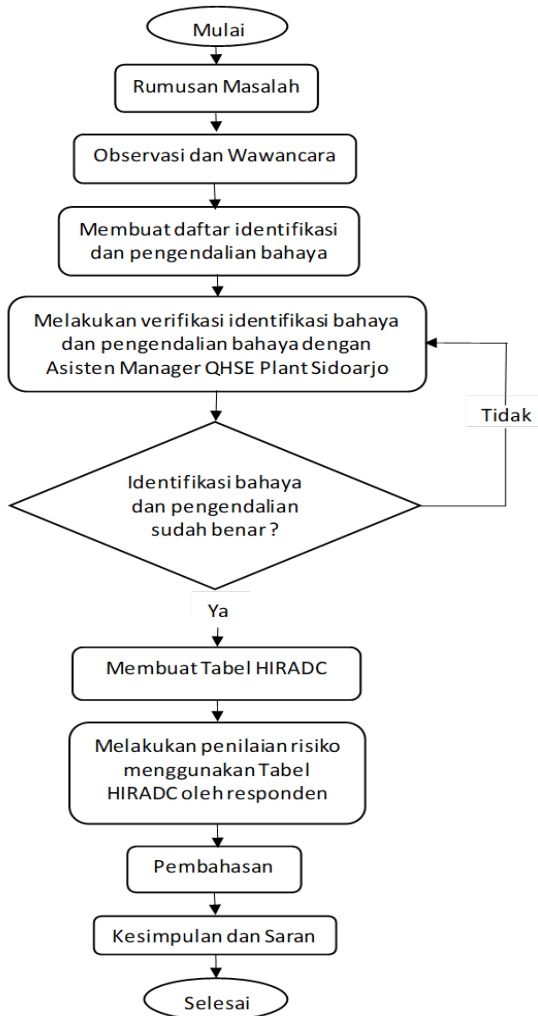 Mulai
Rumusan Masalah
Observasi dan Wawancara
Membuat daftar identifikasi
dan pengendalian bahaya
Melakukan verifikasi identifikasi bahaya
dan pengendalian bahaya dengan
Asisten Manager QHSE Plant Sidoarjo
Tidak
Identifikasi bahaya
dan pengendalian
sudah benar?
Ya
Membuat Tabel HIRADC
Melakukan penilaian risiko
menggunakan Tabel
HIRADC oleh responden
Pembahasan
Kesimpulan dan Saran
Selesai